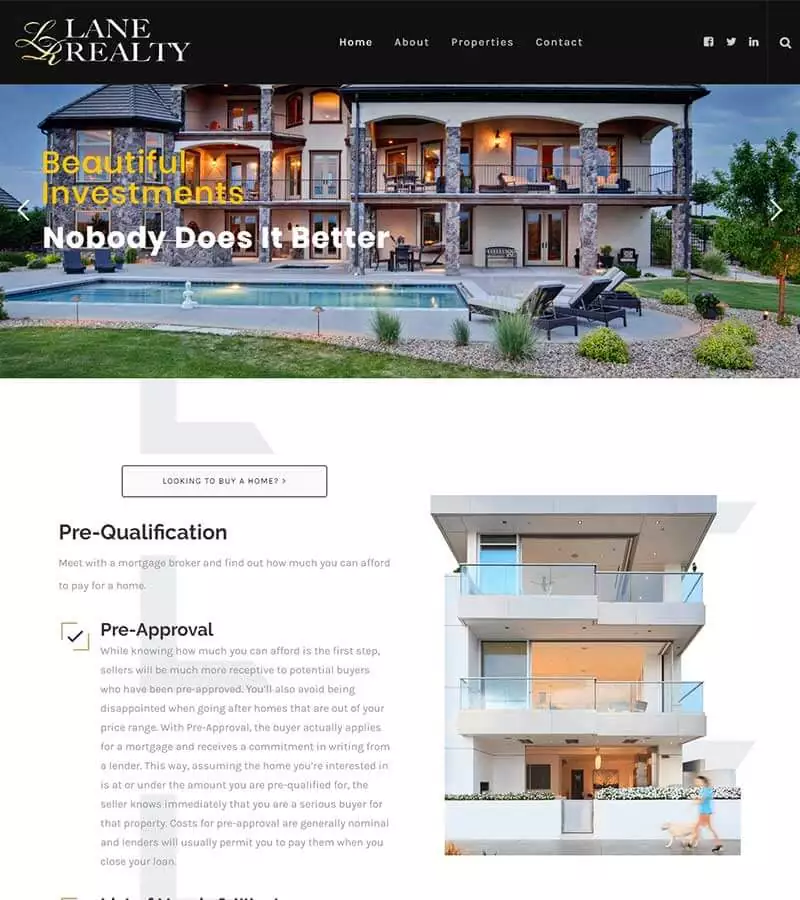 LR
LANE
REALTY
Home About Properties Contact
Beautiful
Investments
Nobody Does It Better
LOOKING TO BUY A HOME? >
Pre-Qualification
Meet with a mortgage broker and find out how much you can afford
to pay for a home.
Pre-Approval
While knowing how much you can afford is the first step,
sellers will be much more receptive to potential buyers
who have been pre-approved. You'll also avoid being
disappointed when going after homes that are out of your
price range. With Pre-Approval, the buyer actually applies
for a mortgage and receives a commitment in writing from
a lender. This way, assuming the home you're interested in
is at or under the amount you are pre-qualified for, the
seller knows immediately that you are a serious buyer for
that property. Costs for pre-approval are generally nominal
and lenders will usually permit you to pay them when you
close your loan.